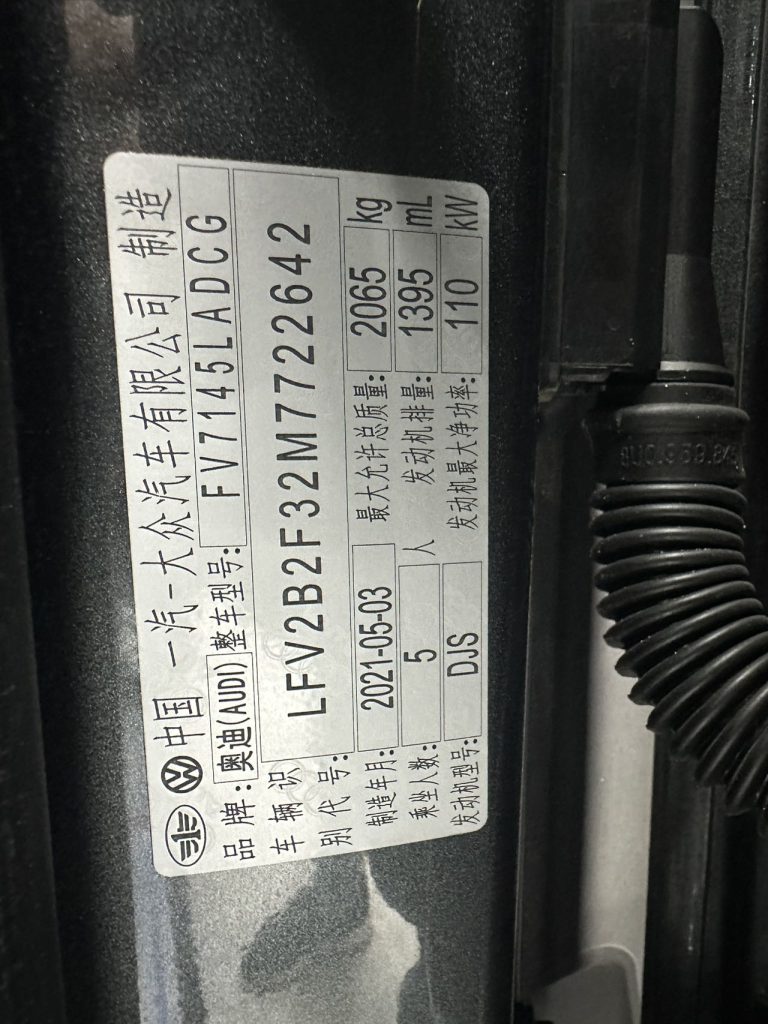 中国 一汽-大众汽车有限公司 制造
品牌: 奥迪(AUDI) 整车型号: FV7145LADCG
车辆识别代号: LFV2B2F32M7722642
制造年月: 2021-05-03 最大允许总质量: 2065 kg
乘坐人数: 5 人 发动机排量: 1395 mL
发动机型号: DJS 发动机最大净功率: 110 kW